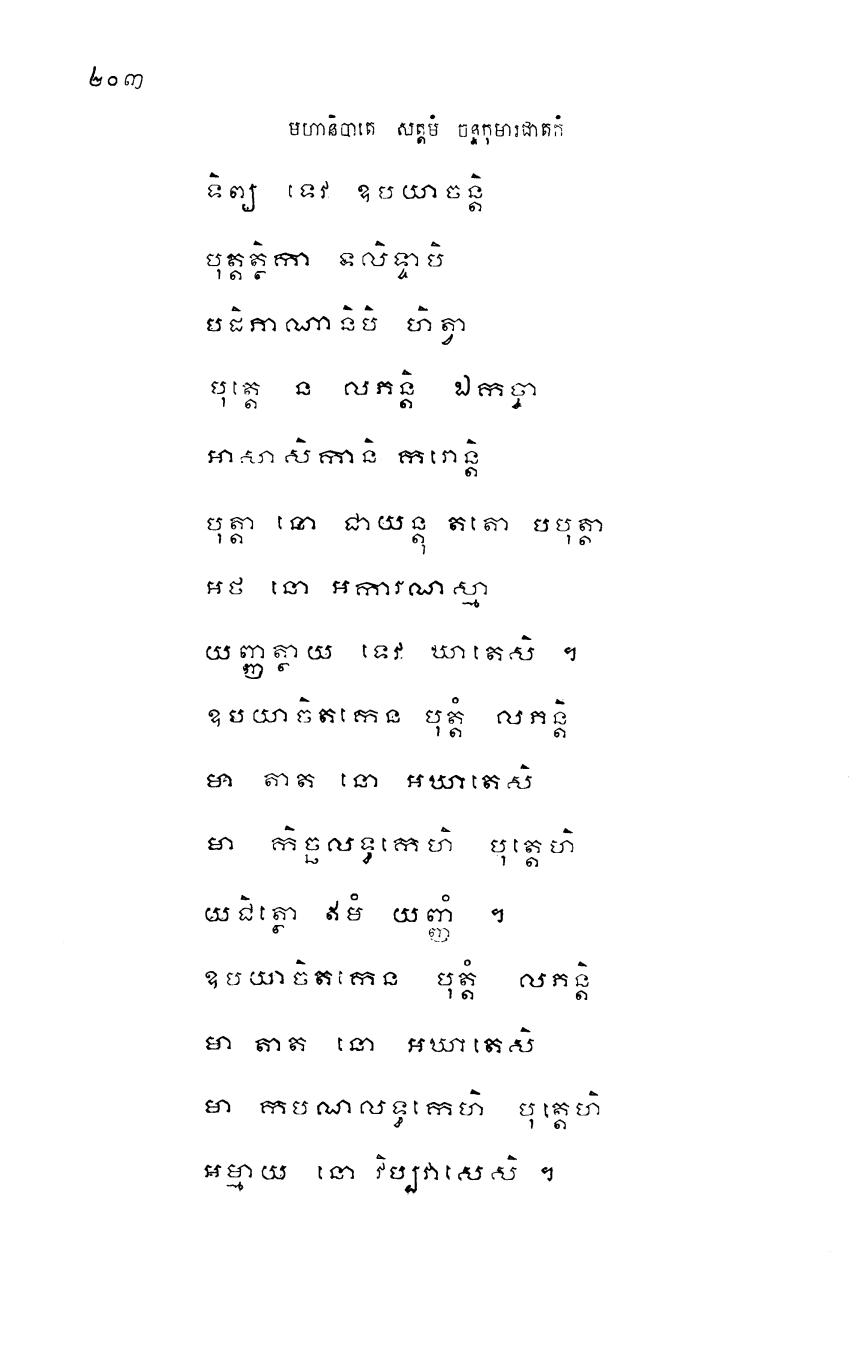 ២០៣
មហានិបាតេ សត្តមំ ចន្ទកុមារជាតកំ
ទិព្យ ទេវ ឧបយាចន្តិ
បុត្តត្ថិកា នលិទ្ទាបិ
បដិភាណានិបិ ហិត្វា
បុត្តេ ន លភន្តិ ឯកច្ចា
អាសាសិកានិ ករោន្តិ
បុត្តា នោ ជាយន្តុ តតោ បបុត្តា
អថ នោ អការណស្មា
យញ្ញត្ថាយ ទេវ ឃាតេសិ ។
ឧបយាចិតកេន បុត្តំ លភន្តិ
មា តាត នោ អឃាតេសិ
មា កិច្ឆលទ្ធកេហិ បុត្តេហិ
យជិត្ថោ ឥមំ យញ្ញំ ។
ឧបយាចិតកេន បុត្តំ លភន្តិ
មា តាត នោ អឃាតេសិ
មា កបណលទ្ធកេហិ បុត្តេហិ
អម្មាយ នោ វិប្បវាសេសិ ។